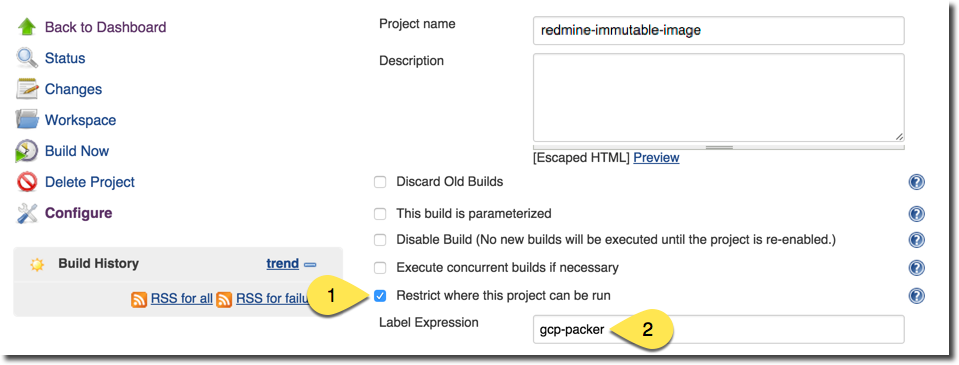 Back to Dashboard
Status
Changes
Workspace
Build Now
Delete Project
Configure
Build History trend
RSS for all RSS for failu
Project name redmine-immutable-image
Description
[Escaped HTML] Preview
Discard Old Builds
This build is parameterized
Disable Build (No new builds will be executed until the project is re-enabled.)
Execute concurrent builds if necessary
1 Restrict where this project can be run
Label Expression gcp-packer 2